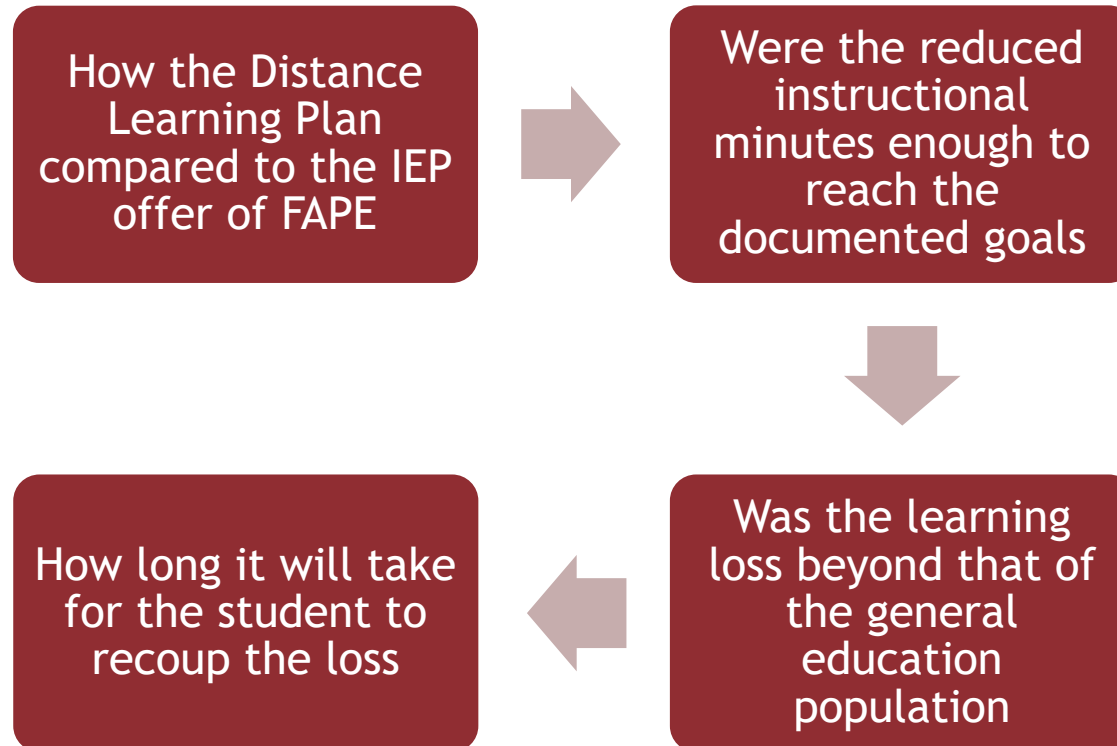 How the Distance
Learning Plan
compared to the IEP
offer of FAPE
Were the reduced
instructional
minutes enough to
reach the
documented goals
Was the learning
loss beyond that of
the general
education
population
How long it will take
for the student to
recoup the loss